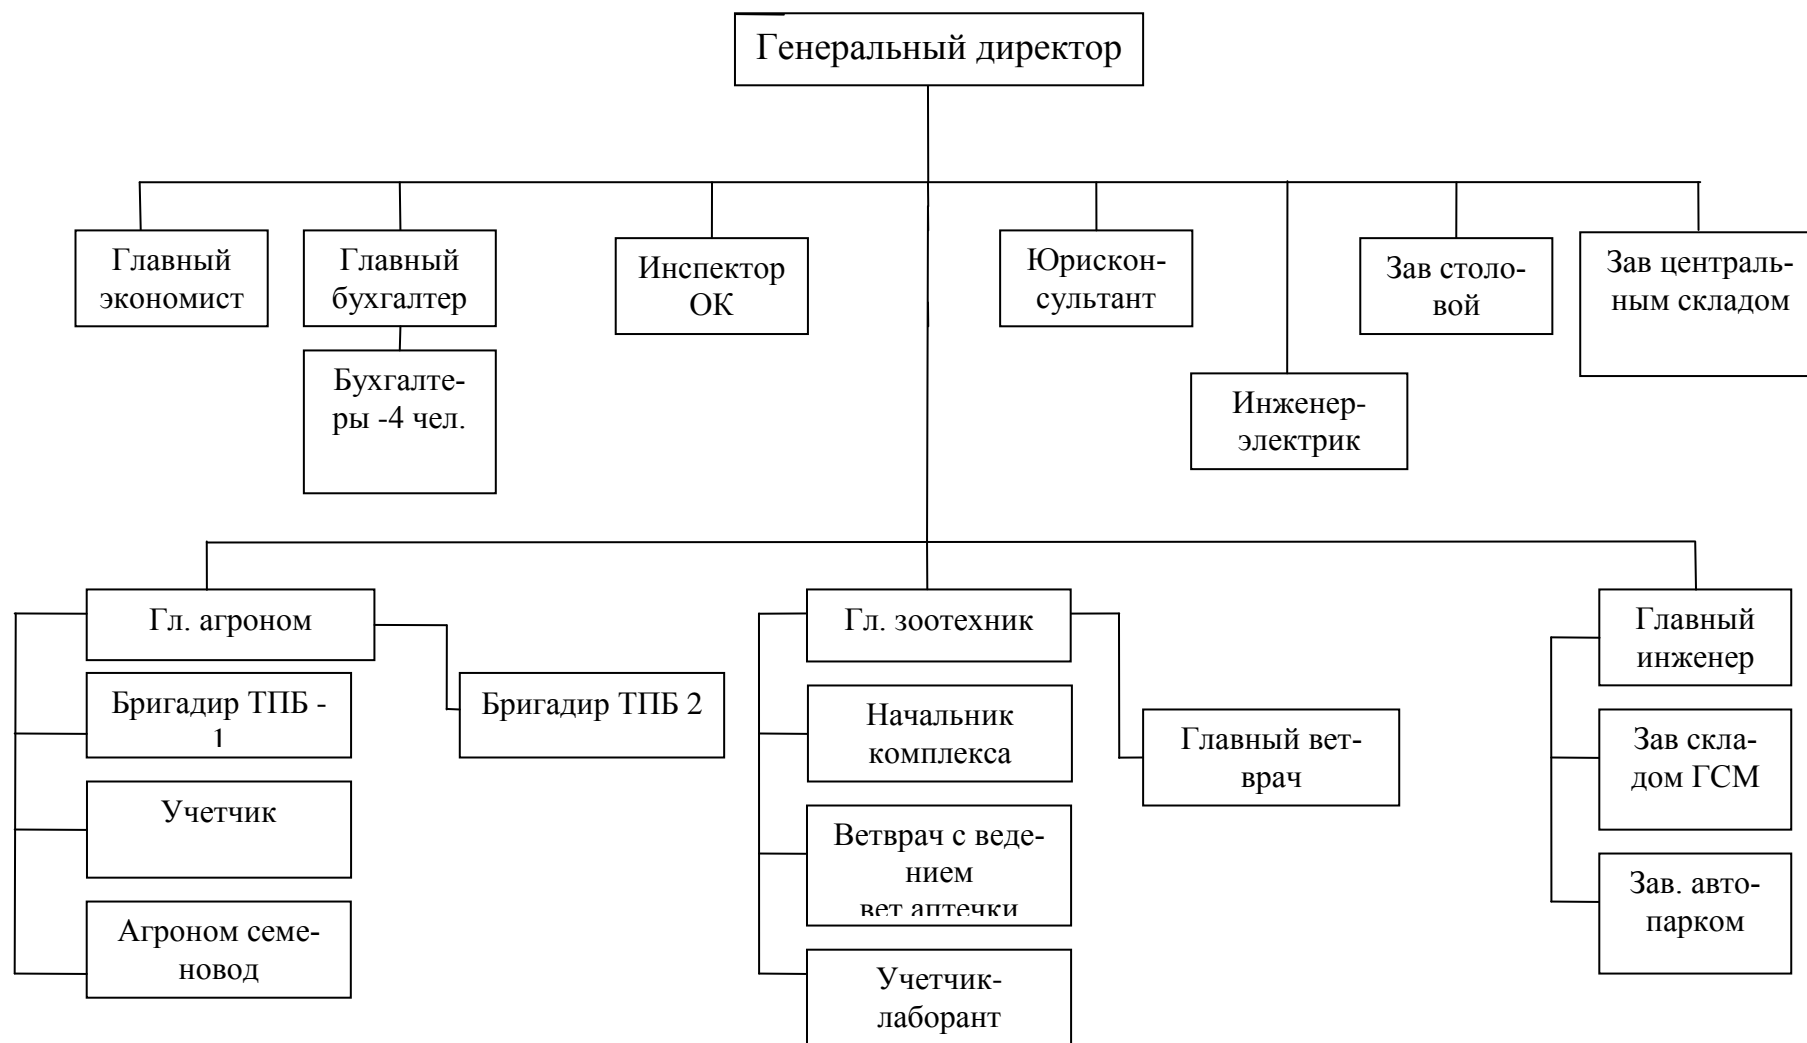 Генеральный директор
Главный
экономист
Главный
бухгалтер
Инспектор
ОК
Юрискон-
сультант
Зав столо-
вой
Зав централь-
ным складом
Бухгалте-
ры -4 чел.
Инженер-
электрик
Гл. агроном
Гл. зоотехник
Главный
инженер
Бригадир ТПБ -
1
Бригадир ТПБ 2
Начальник
комплекса
Главный вет-
врач
Зав скла-
дом ГСМ
Учетчик
Ветврач с веде-
нием
вет аптечки
Зав. авто-
парком
Агроном семе-
новод
Учетчик-
лаборант